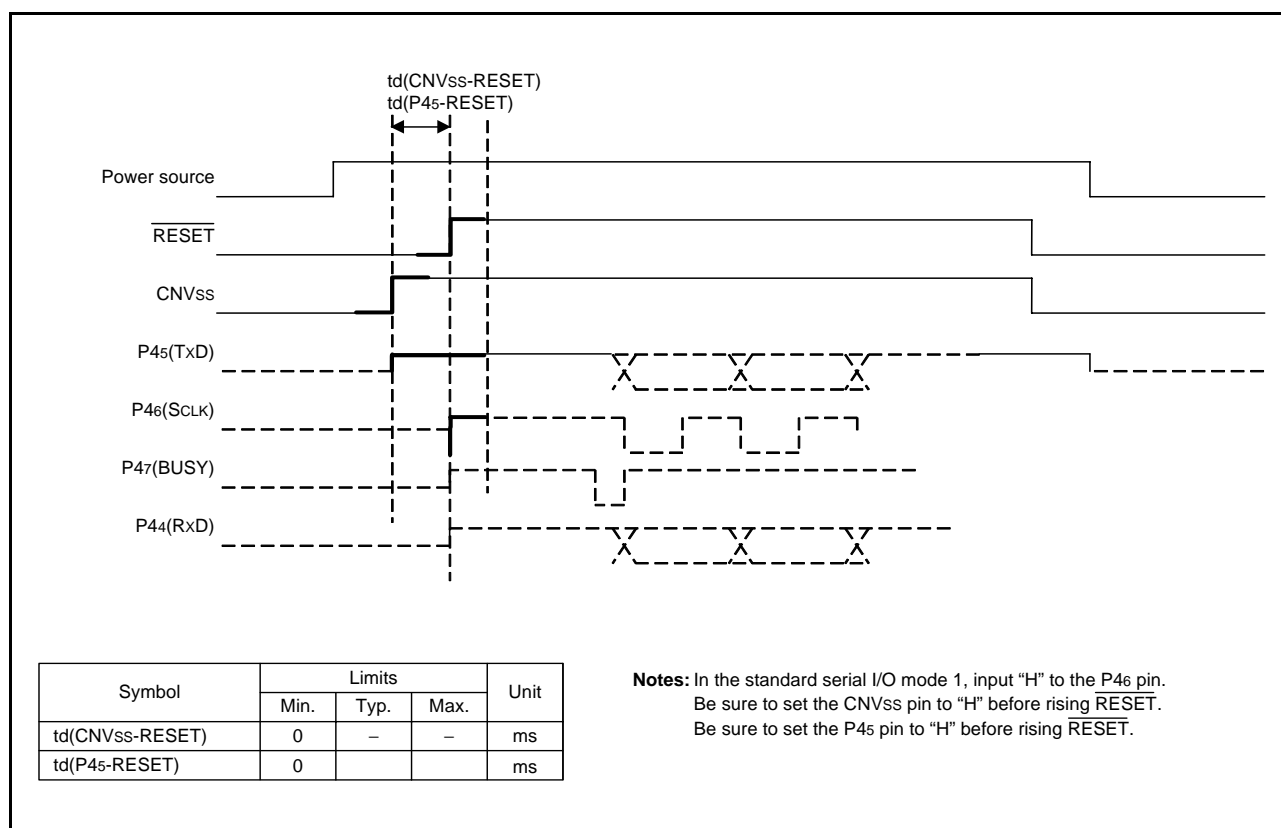 td(CNVss-RESET)
td(P45-RESET)
Power source
RESET
CNVss
P45(TxD)
P46(SCLK)
P47(BUSY)
P44(RxD)
Symbol Limits Unit
Min. Typ. Max.
td(CNVss-RESET) 0 – – ms
td(P45-RESET) 0 ms
Notes: In the standard serial I/O mode 1, input “H” to the P46 pin.
Be sure to set the CNVss pin to “H” before rising RESET.
Be sure to set the P45 pin to “H” before rising RESET.